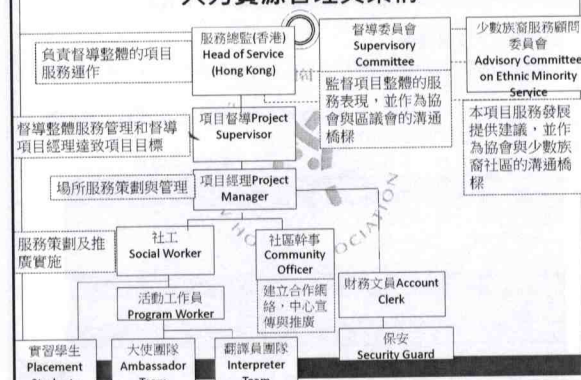 服務總監(香港)
Head of Service
(Hong Kong)
督導委員會
Supervisory
Committee
少數族裔服務顧問
委員會
Advisory Committee
on Ethnic Minority
Service
負責督導整體的項目
服務運作
監督項目整體的服
務表現，並作為協
會與區議會的溝通
橋樑
本項目服務發展
提供建議，並作
為協會與少數族
裔社區的溝通橋
樑
項目督導Project
Supervisor
督導整體服務管理和督導
項目經理達致項目目標
項目經理Project
Manager
場所服務策劃與管理
社工
Social Worker
社區幹事
Community
Officer
服務策劃及推
廣實施
建立合作網
絡，中心宣
傳與推廣
財務文員Account
Clerk
活動工作員
Program Worker
保安
Security Guard
實習學生
Placement
大使團隊
Ambassador
Team
翻譯員團隊
Interpreter
Team